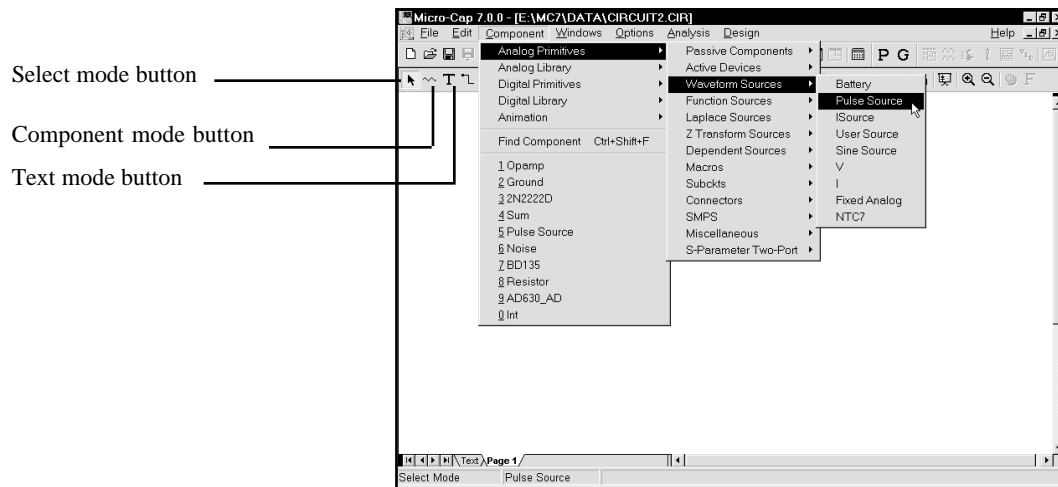 Select mode button
Component mode button
Text mode button
Micro-Cap 7.0.0 - [E:\MC7\DATA\CIRCUIT2.CIR]
File Edit Component Windows Options Analysis Design Help
P G
T
F
Analog Primitives
Analog Library
Digital Primitives
Digital Library
Animation
Find Component Ctrl+Shift+F
1 Opamp
2 Ground
3 2N2222D
4 Sum
5 Pulse Source
6 Noise
7 BD135
8 Resistor
9 AD630_AD
0 Int
Passive Components
Active Devices
Waveform Sources
Function Sources
Laplace Sources
Z Transform Sources
Dependent Sources
Macros
Subckts
Connectors
SMPS
Miscellaneous
S-Parameter Two-Port
Battery
Pulse Source
ISource
User Source
Sine Source
V
I
Fixed Analog
NTC7
Text Page 1
Select Mode Pulse Source